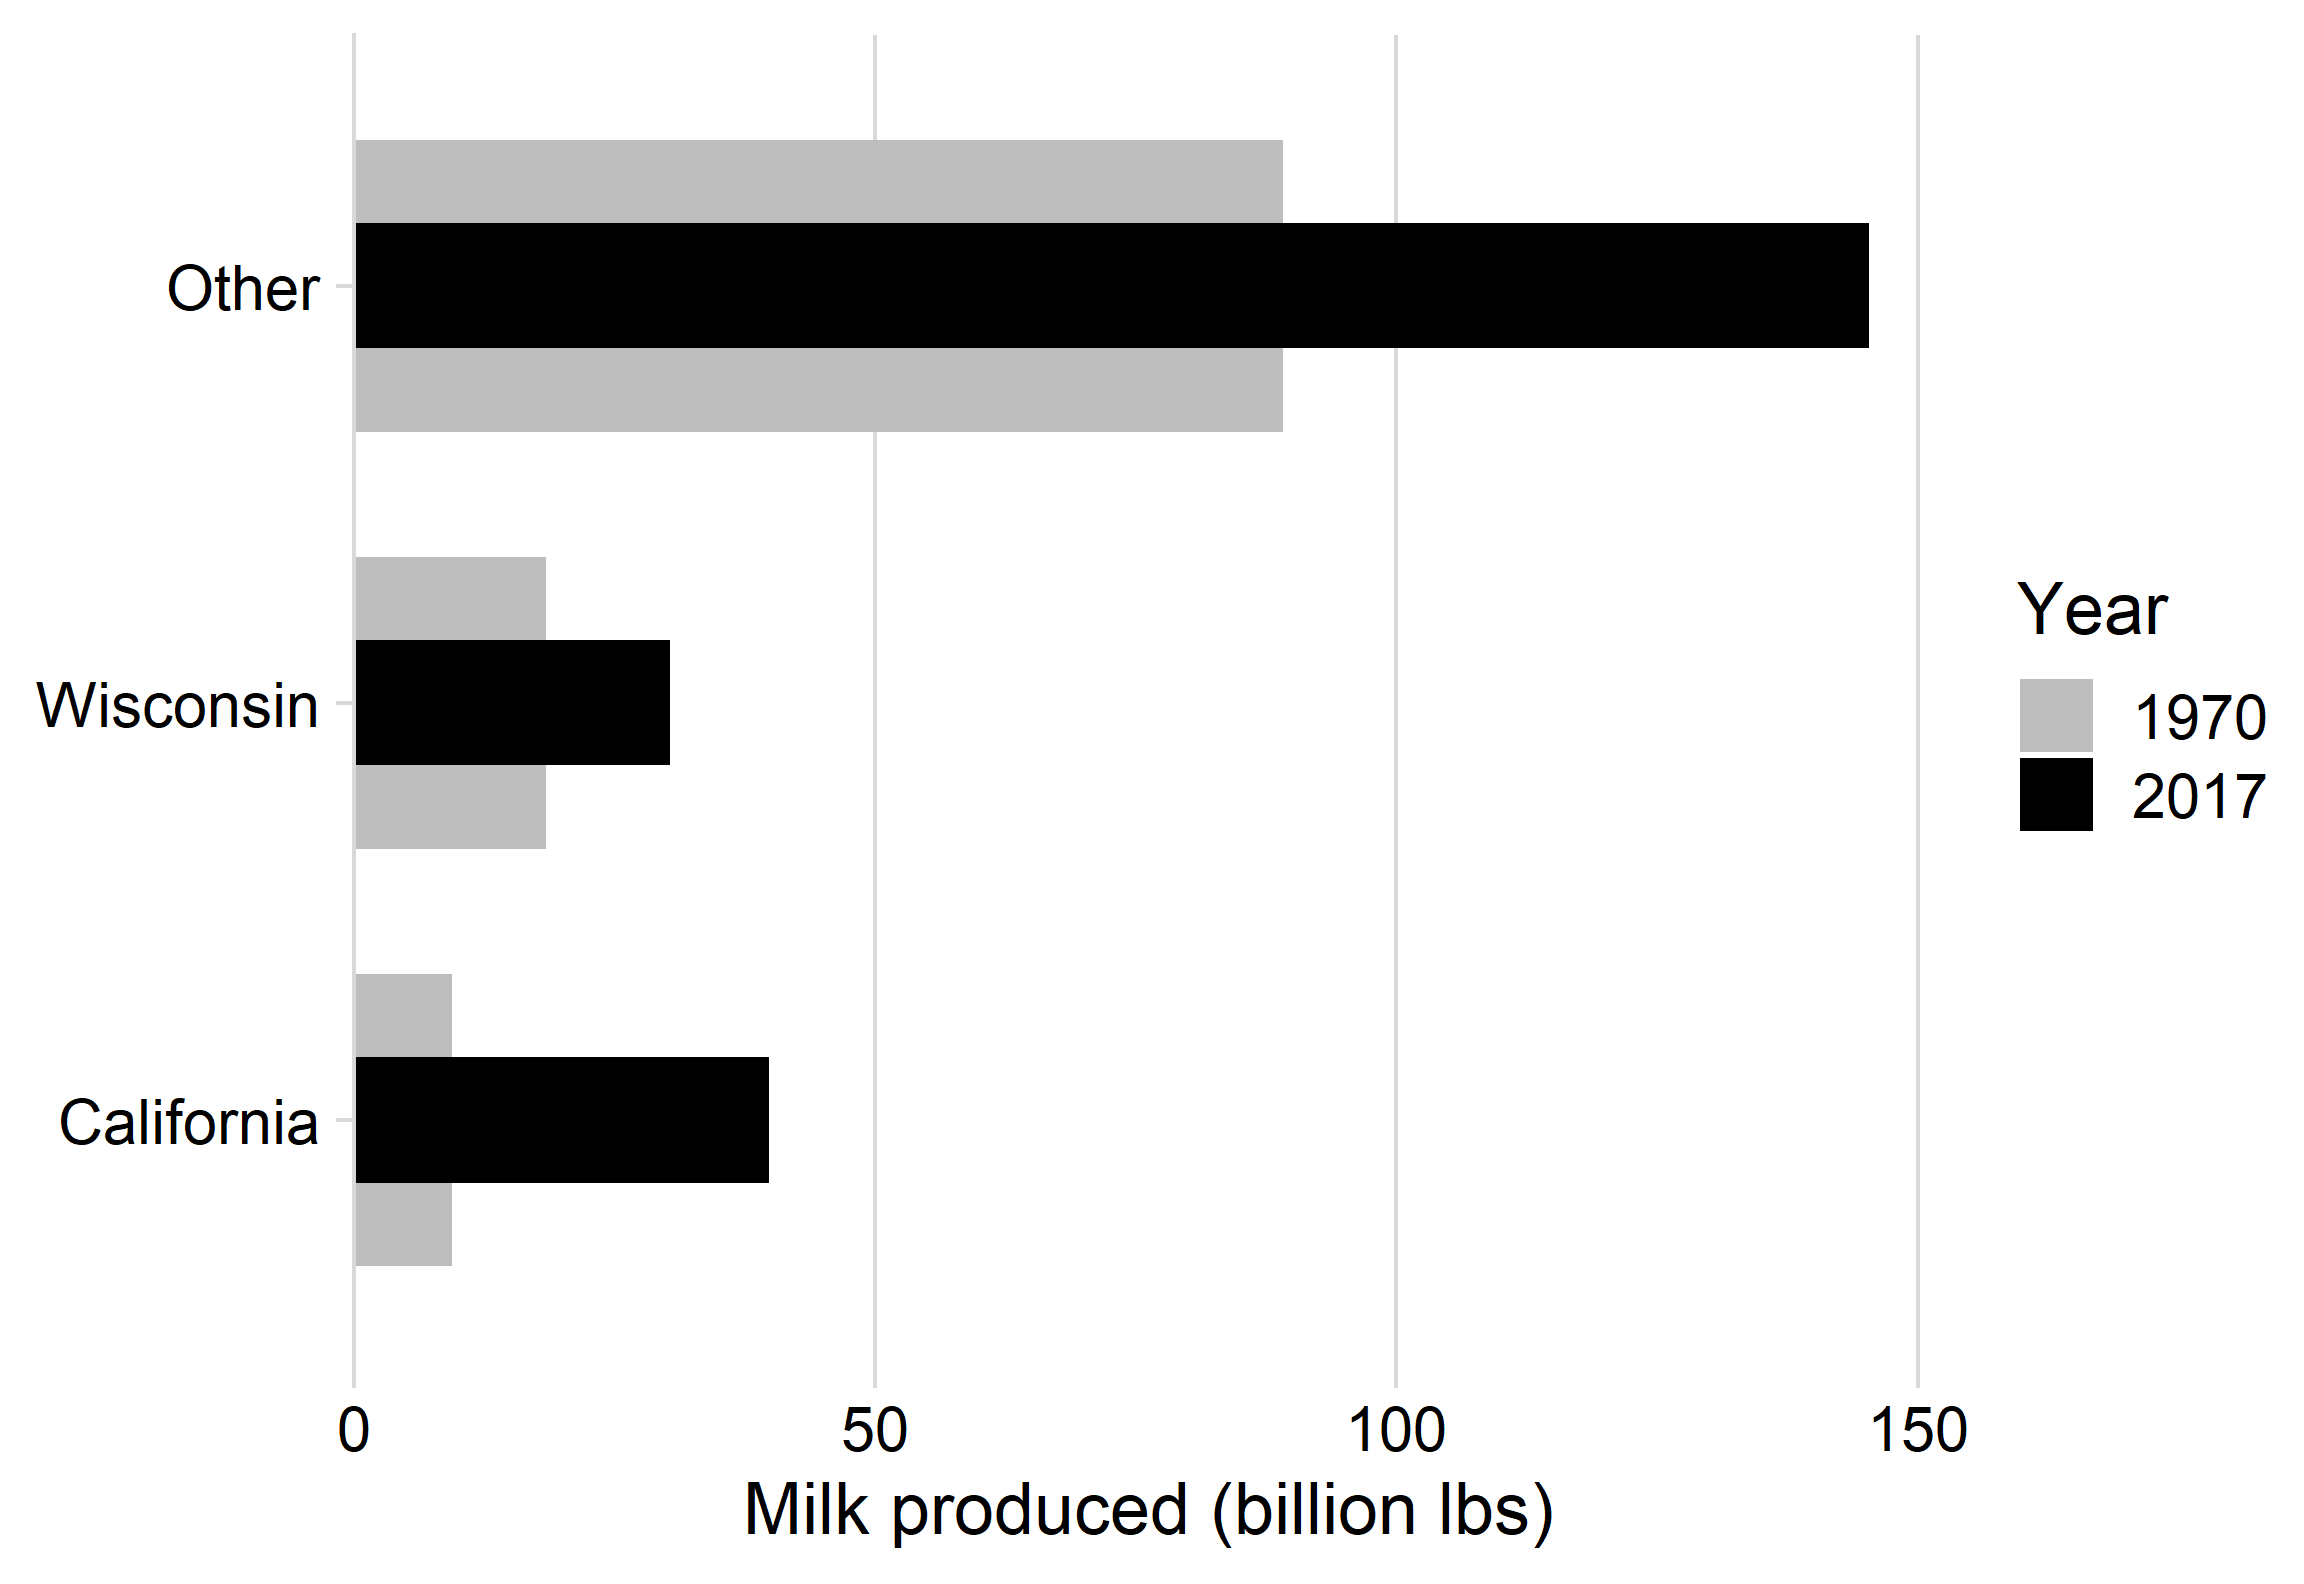 Other
Wisconsin
California
0 50 100 150
Milk produced (billion lbs)
Year
1970
2017